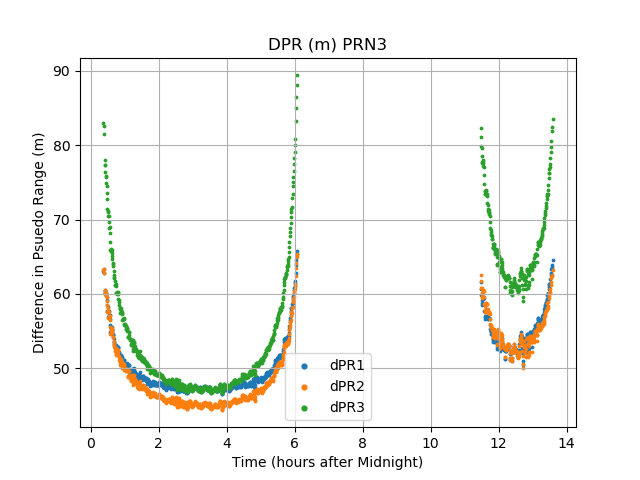 DPR (m) PRN3
Difference in Psuedo Range (m)
90
80
70
60
50
0 2 4 6 8 10 12 14
Time (hours after Midnight)
dPR1
dPR2
dPR3